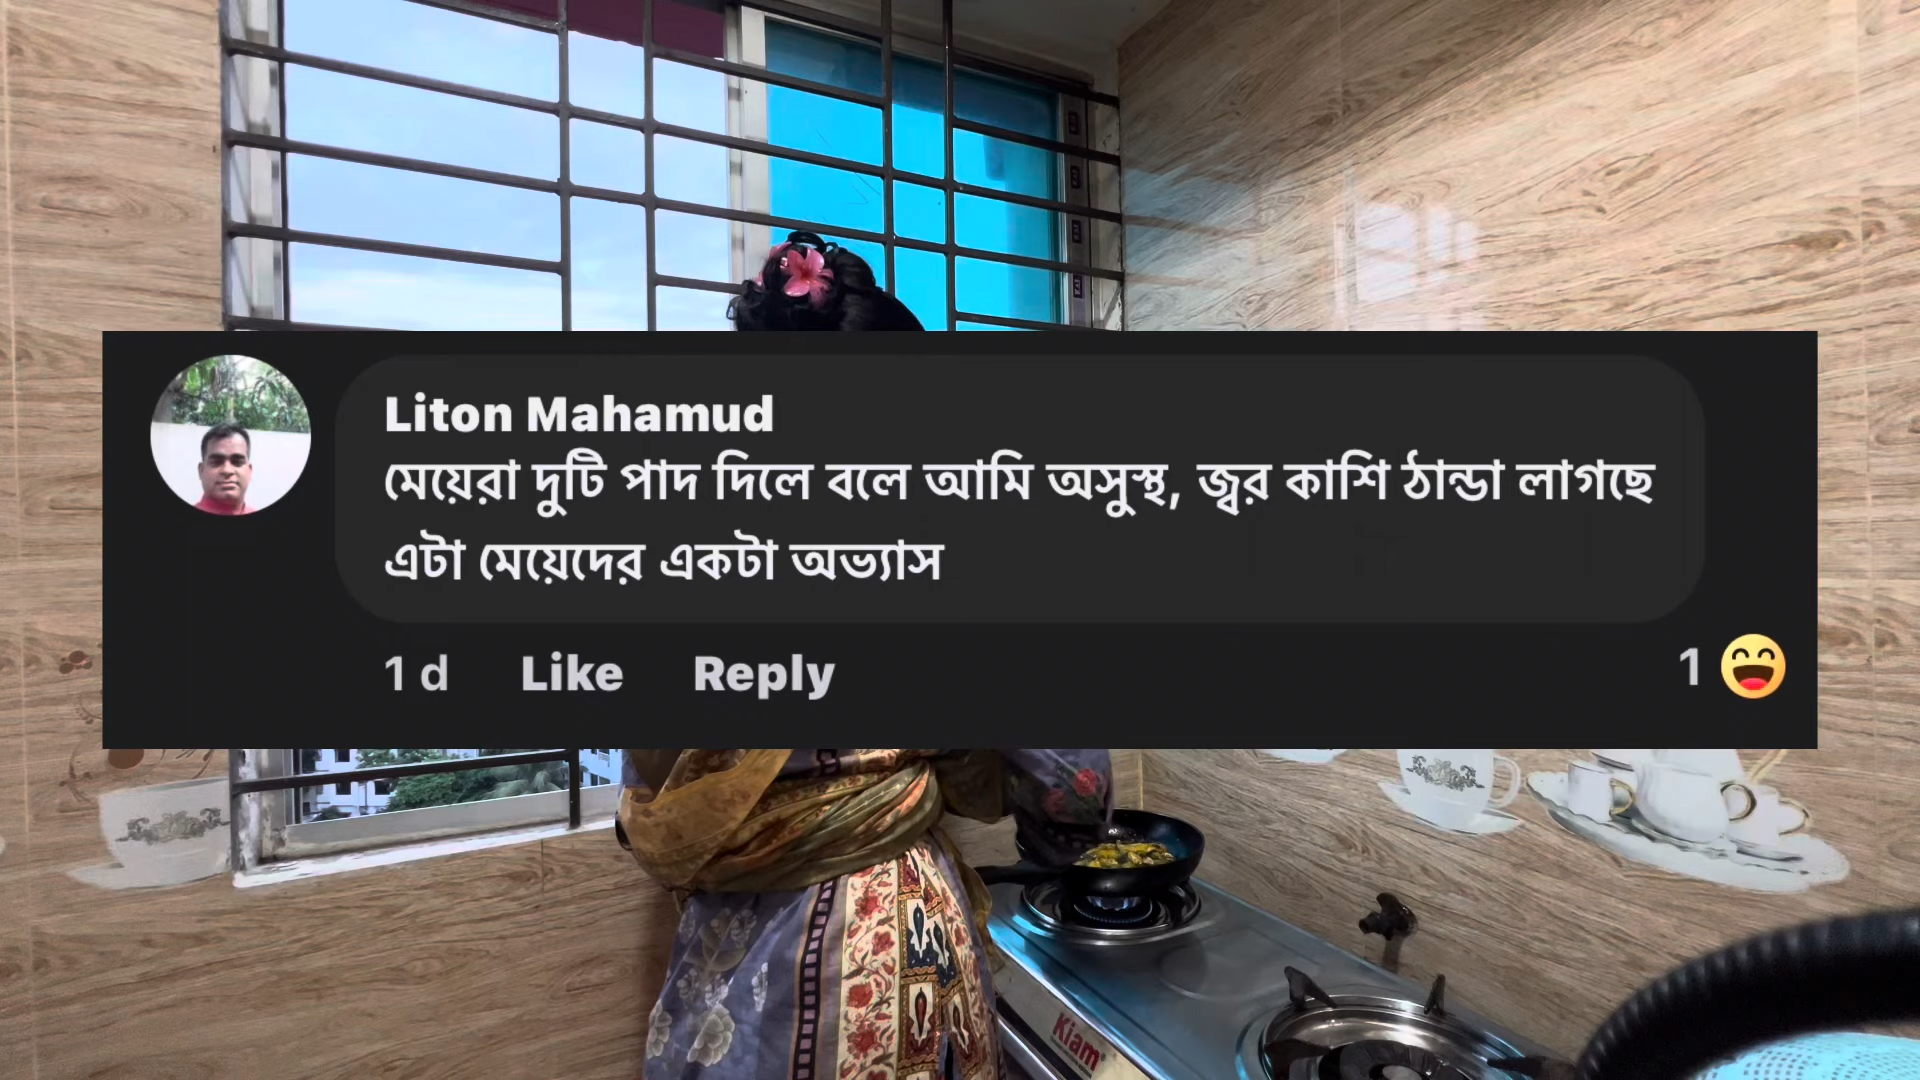 Liton Mahamud
মেয়েরা দুটি পাদ দিলে বলে আমি অসুস্থ, জ্বর কাশি ঠান্ডা লাগছে
এটা মেয়েদের একটা অভ্যাস
1 d Like Reply 1
Kiam